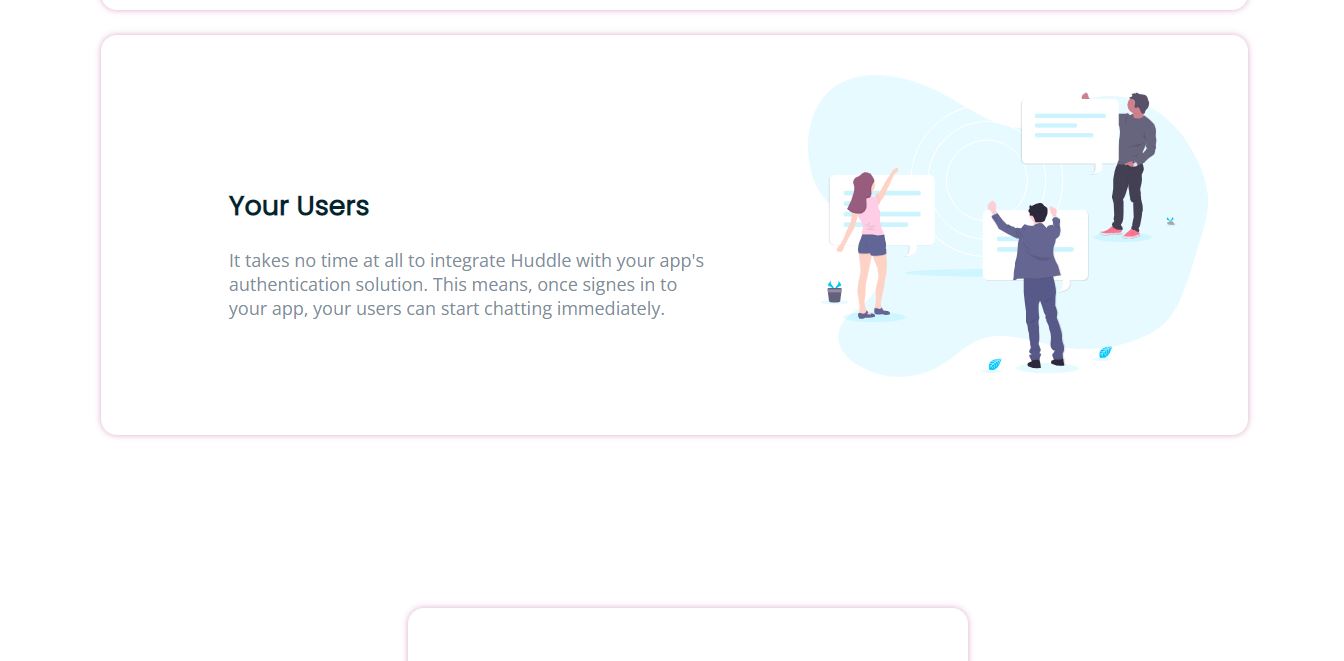 Your Users
It takes no time at all to integrate Huddle with your app's
authentication solution. This means, once signes in to
your app, your users can start chatting immediately.